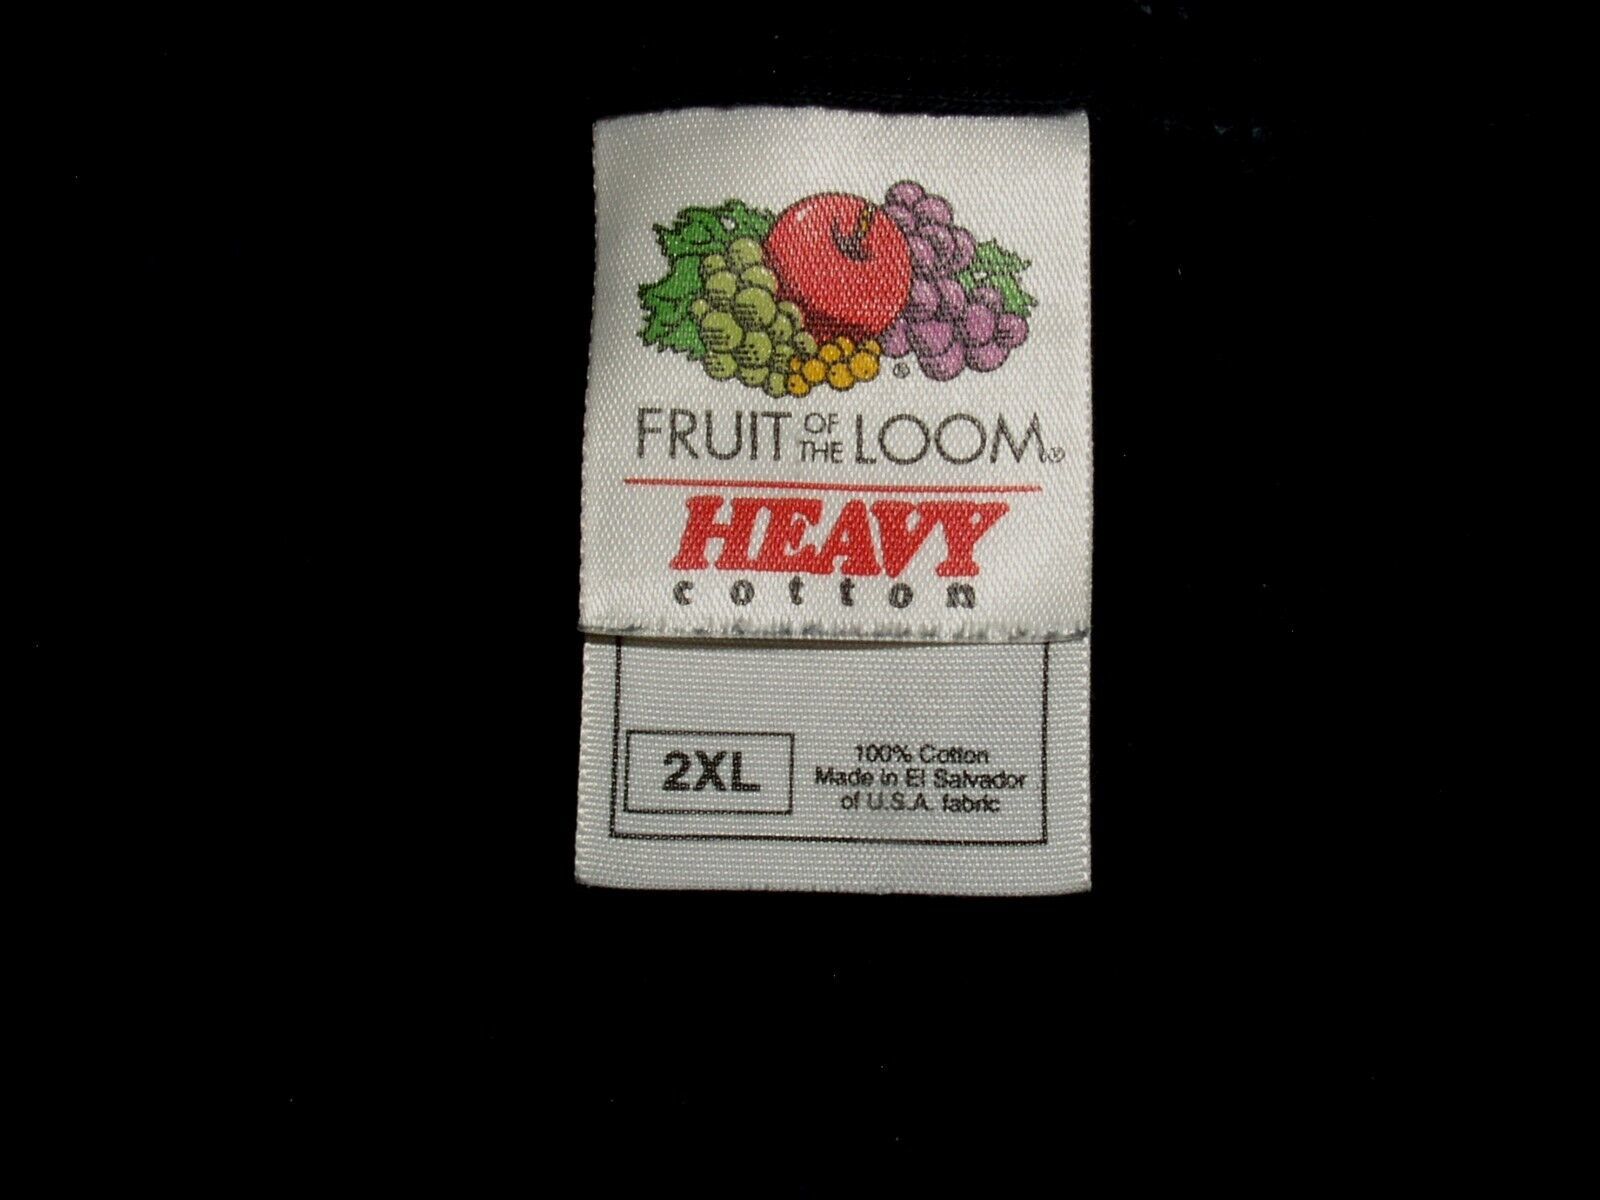 ®
FRUIT OF THE LOOM®
HEAVY
cotton
2XL
100% Cotton
Made in El Salvador
of U.S.A. fabric